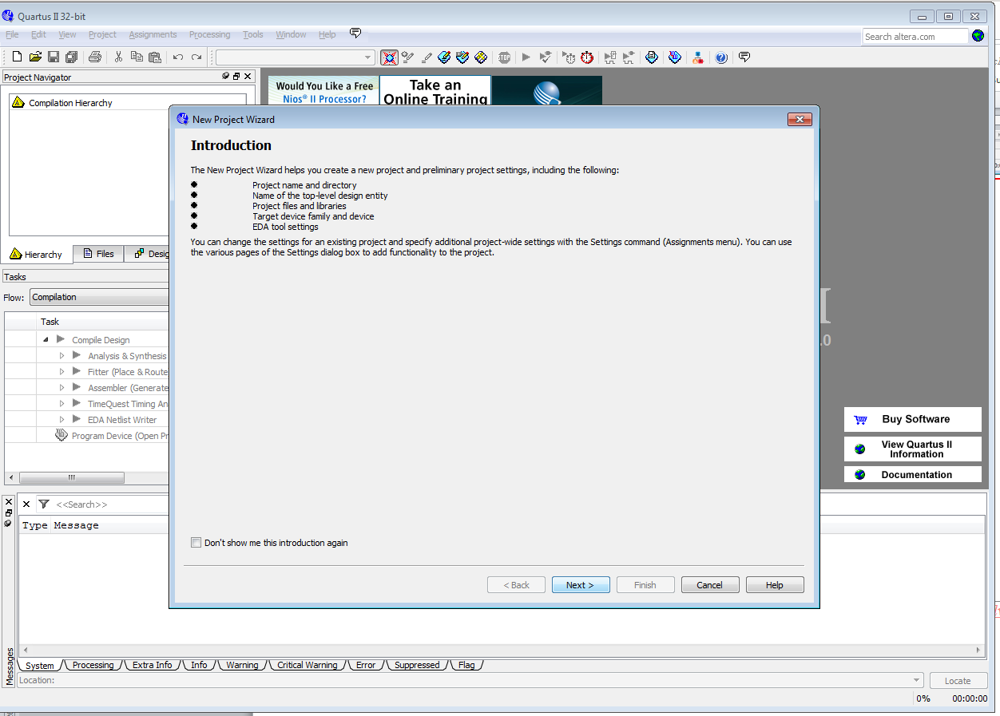 Quartus II 32-bit
File Edit View Project Assignments Processing Tools Window Help
Search altera.com
STOP
Project Navigator
Compilation Hierarchy
Would You Like a Free
Nios® II Processor?
Take an
Online Training
New Project Wizard
Introduction
The New Project Wizard helps you create a new project and preliminary project settings, including the following:
Project name and directory
Name of the top-level design entity
Project files and libraries
Target device family and device
EDA tool settings
You can change the settings for an existing project and specify additional project-wide settings with the Settings command (Assignments menu). You can use
the various pages of the Settings dialog box to add functionality to the project.
Don't show me this introduction again
< Back Next > Finish Cancel Help
Hierarchy Files Desig
Tasks
Flow: Compilation
Task
Compile Design
Analysis & Synthesis
Fitter (Place & Route
Assembler (Generate
TimeQuest Timing An
EDA Netlist Writer
Program Device (Open Pr
I
.0
Buy Software
View Quartus II
Information
Documentation
<<Search>>
Type Message
Messages
System Processing Extra Info Info Warning Critical Warning Error Suppressed Flag
Location:
Locate
0% 00:00:00